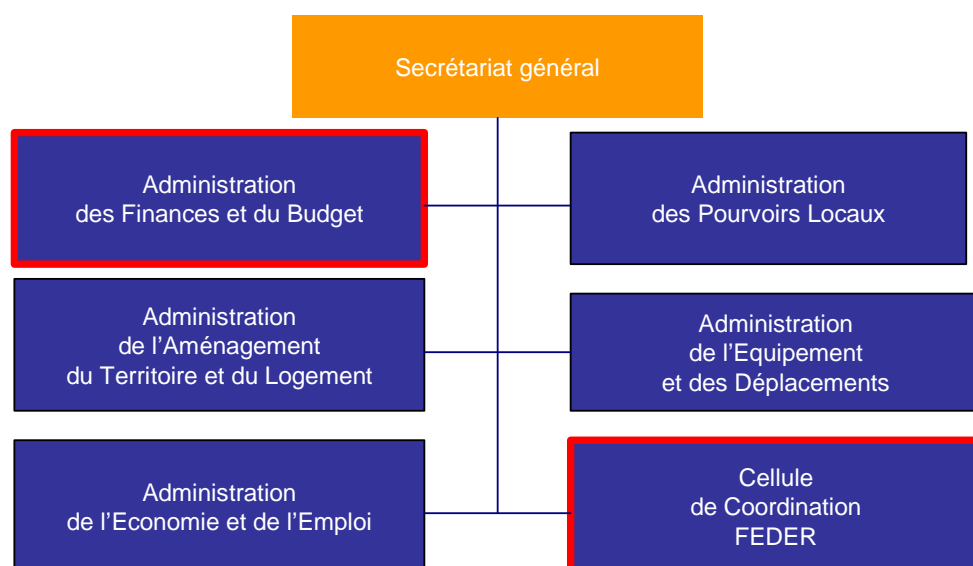 Secrétariat général
Administration
des Finances et du Budget
Administration
des Pourvoirs Locaux
Administration
de l’Aménagement
du Territoire et du Logement
Administration
de l’Equipement
et des Déplacements
Administration
de l’Economie et de l’Emploi
Cellule
de Coordination
FEDER